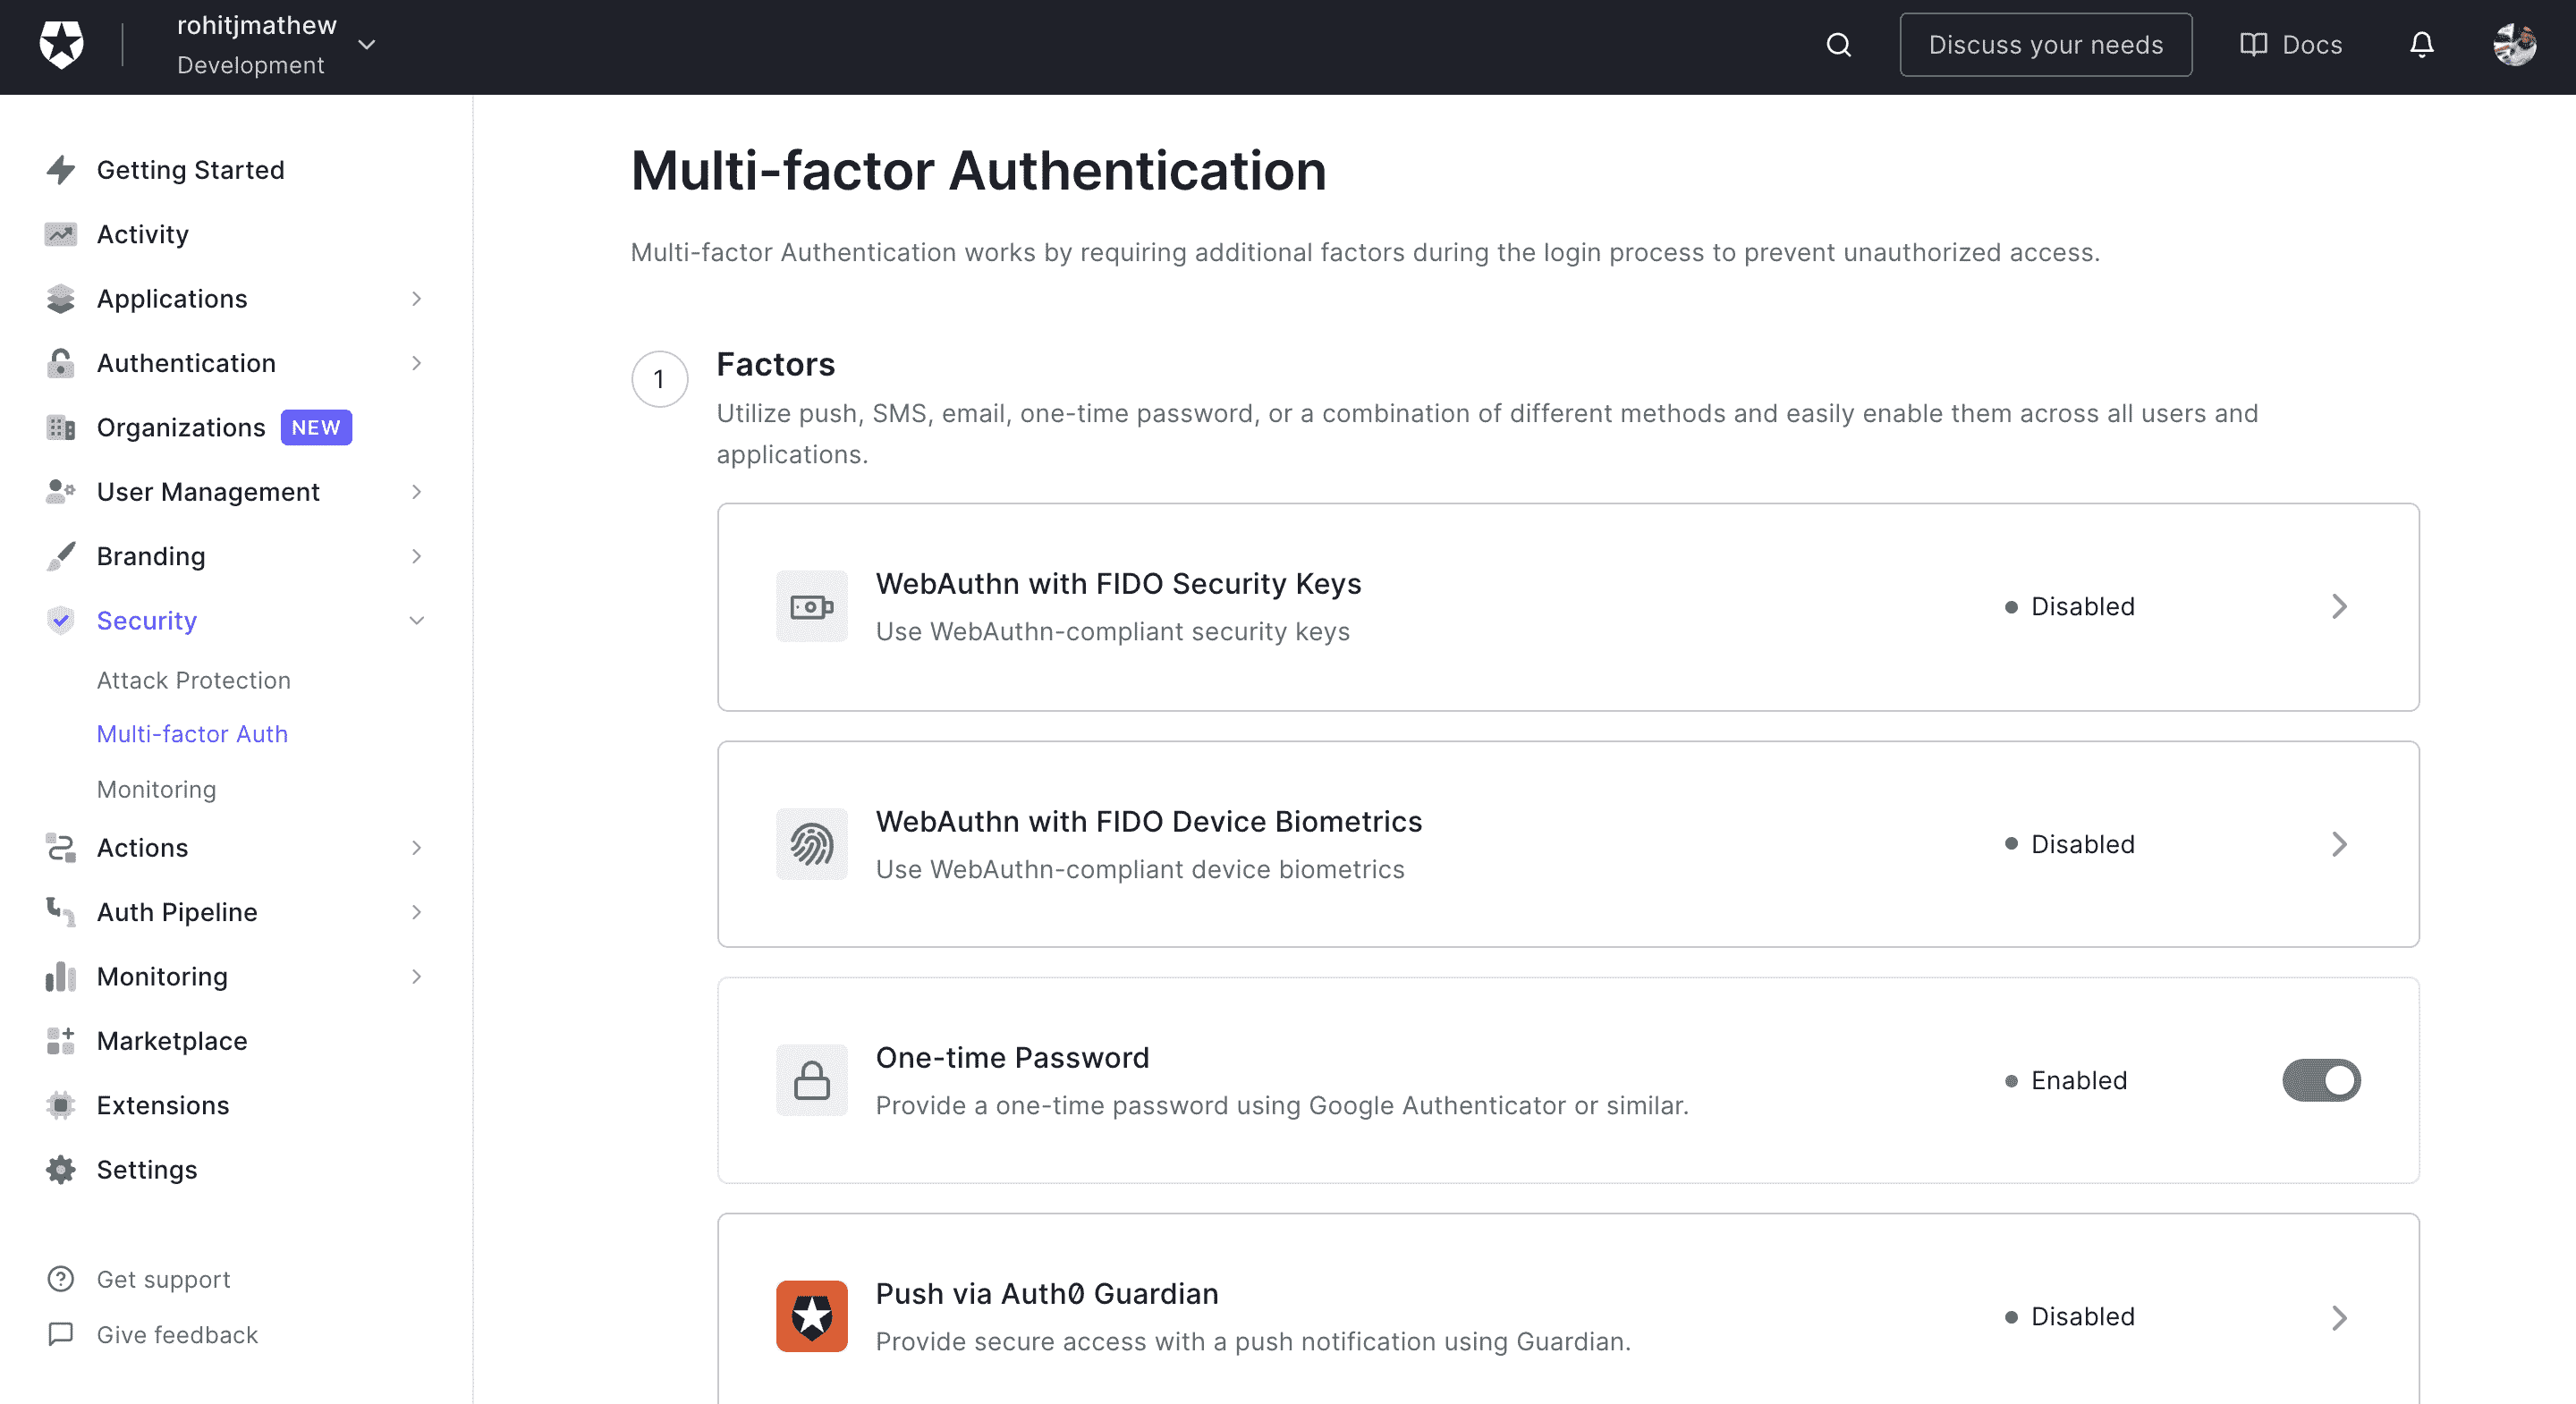 rohitjmathew
Development
Discuss your needs
Docs
Getting Started
Activity
Applications
Authentication
Organizations NEW
User Management
Branding
Security
Attack Protection
Multi-factor Auth
Monitoring
Actions
Auth Pipeline
Monitoring
Marketplace
Extensions
Settings
Get support
Give feedback
Multi-factor Authentication
Multi-factor Authentication works by requiring additional factors during the login process to prevent unauthorized access.
1
Factors
Utilize push, SMS, email, one-time password, or a combination of different methods and easily enable them across all users and
applications.
WebAuthn with FIDO Security Keys
Use WebAuthn-compliant security keys
Disabled
WebAuthn with FIDO Device Biometrics
Use WebAuthn-compliant device biometrics
Disabled
One-time Password
Provide a one-time password using Google Authenticator or similar.
Enabled
Push via Auth0 Guardian
Provide secure access with a push notification using Guardian.
Disabled